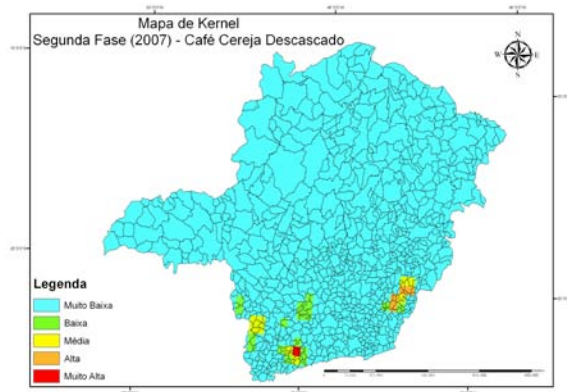 Mapa de Kernel
Segunda Fase (2007) - Café Cereja Descascado
N
W
E
S
Legenda
Muito Baixa
Baixa
Média
Alta
Muito Alta